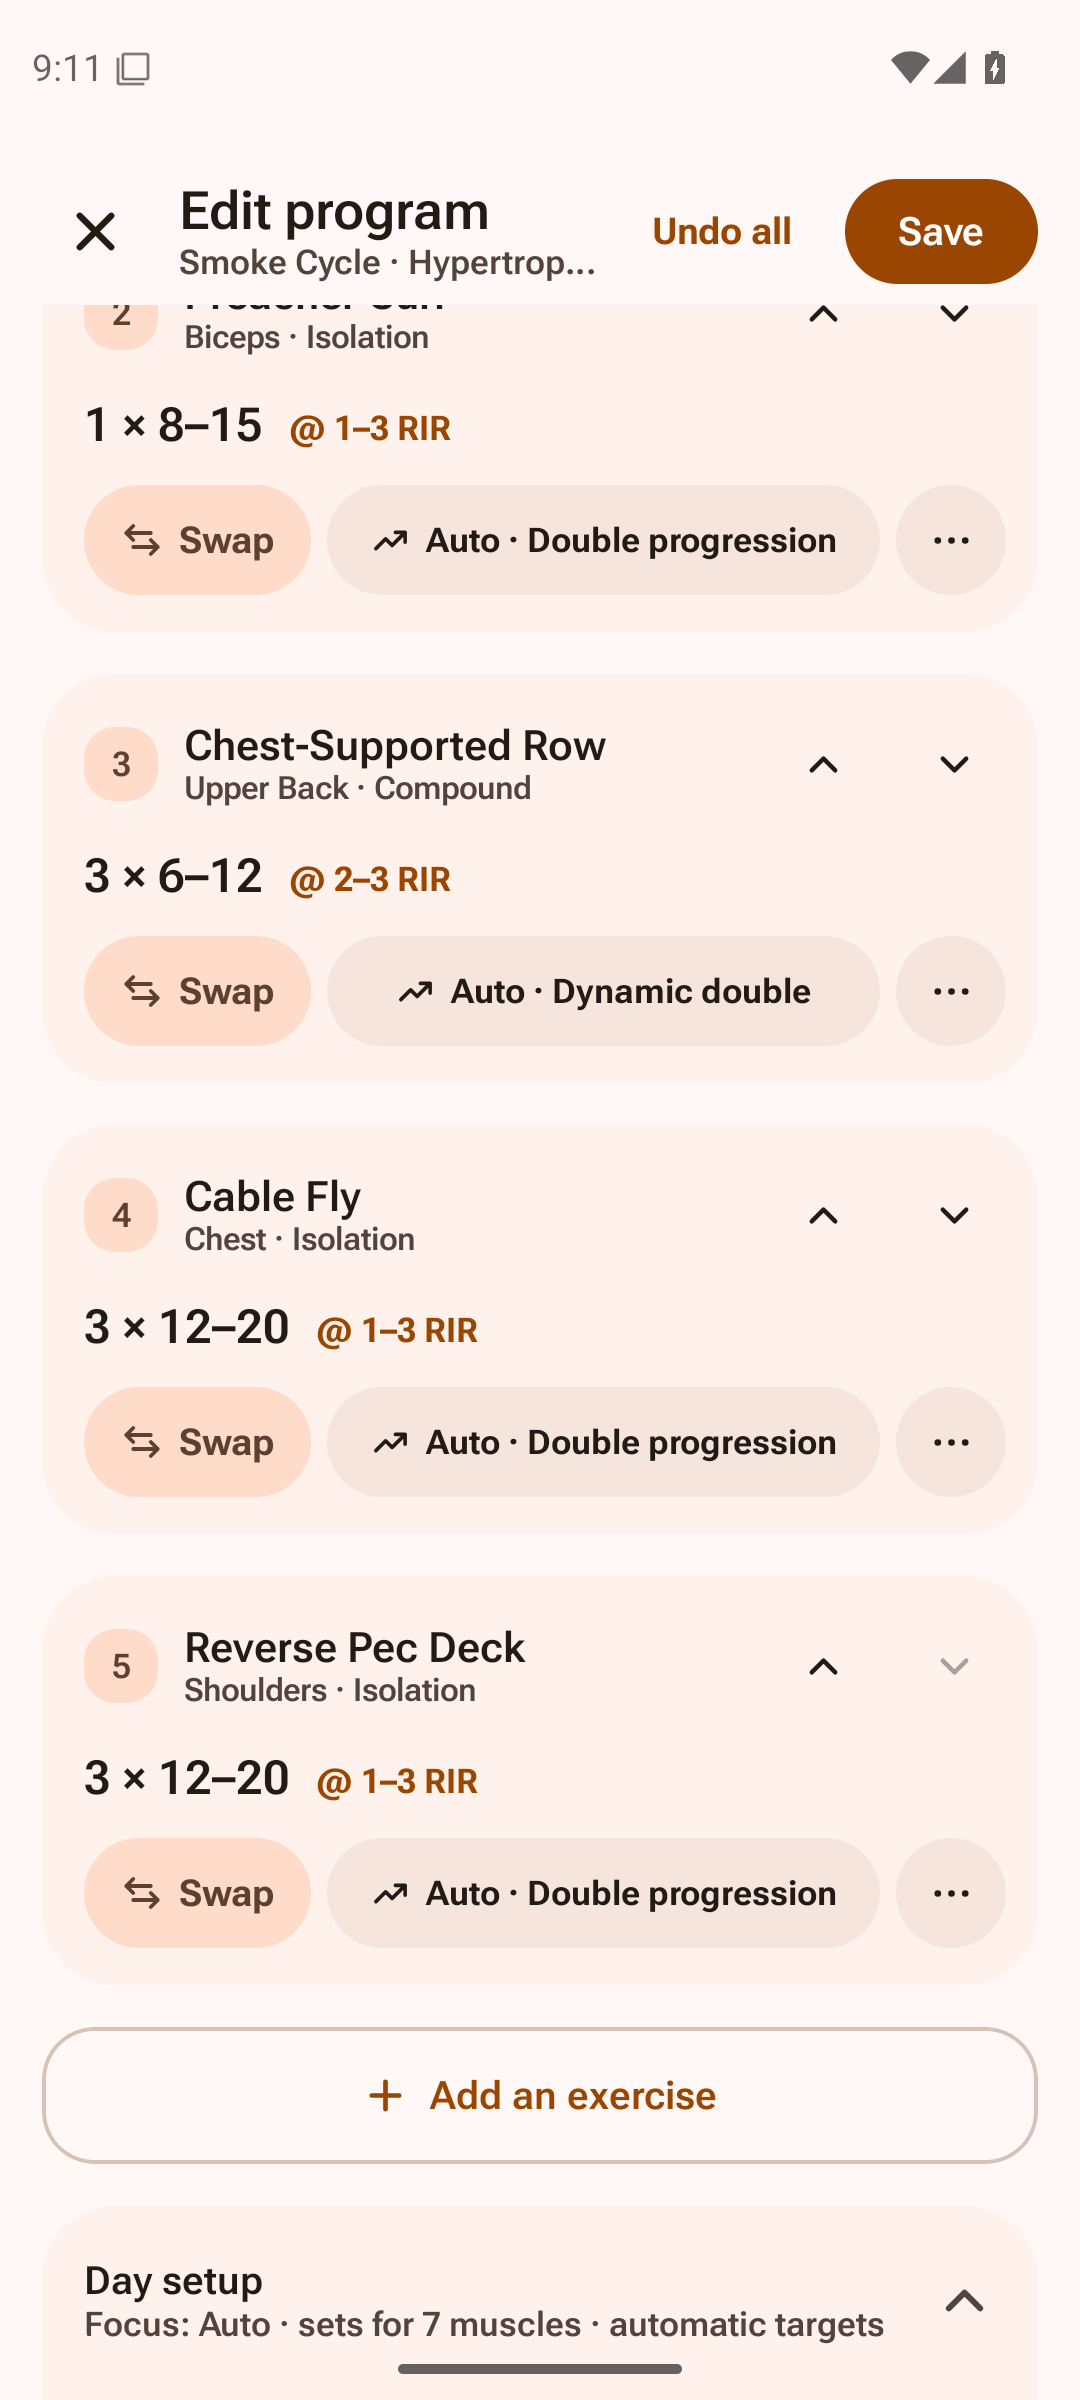 9:11
Edit program
Undo all
Save
Smoke Cycle · Hypertrop...
2 Preacher Curl
Biceps · Isolation
1 × 8–15 @ 1–3 RIR
Swap
Auto · Double progression
3 Chest-Supported Row
Upper Back · Compound
3 × 6–12 @ 2–3 RIR
Swap
Auto · Dynamic double
4 Cable Fly
Chest · Isolation
3 × 12–20 @ 1–3 RIR
Swap
Auto · Double progression
5 Reverse Pec Deck
Shoulders · Isolation
3 × 12–20 @ 1–3 RIR
Swap
Auto · Double progression
+ Add an exercise
Day setup
Focus: Auto · sets for 7 muscles · automatic targets